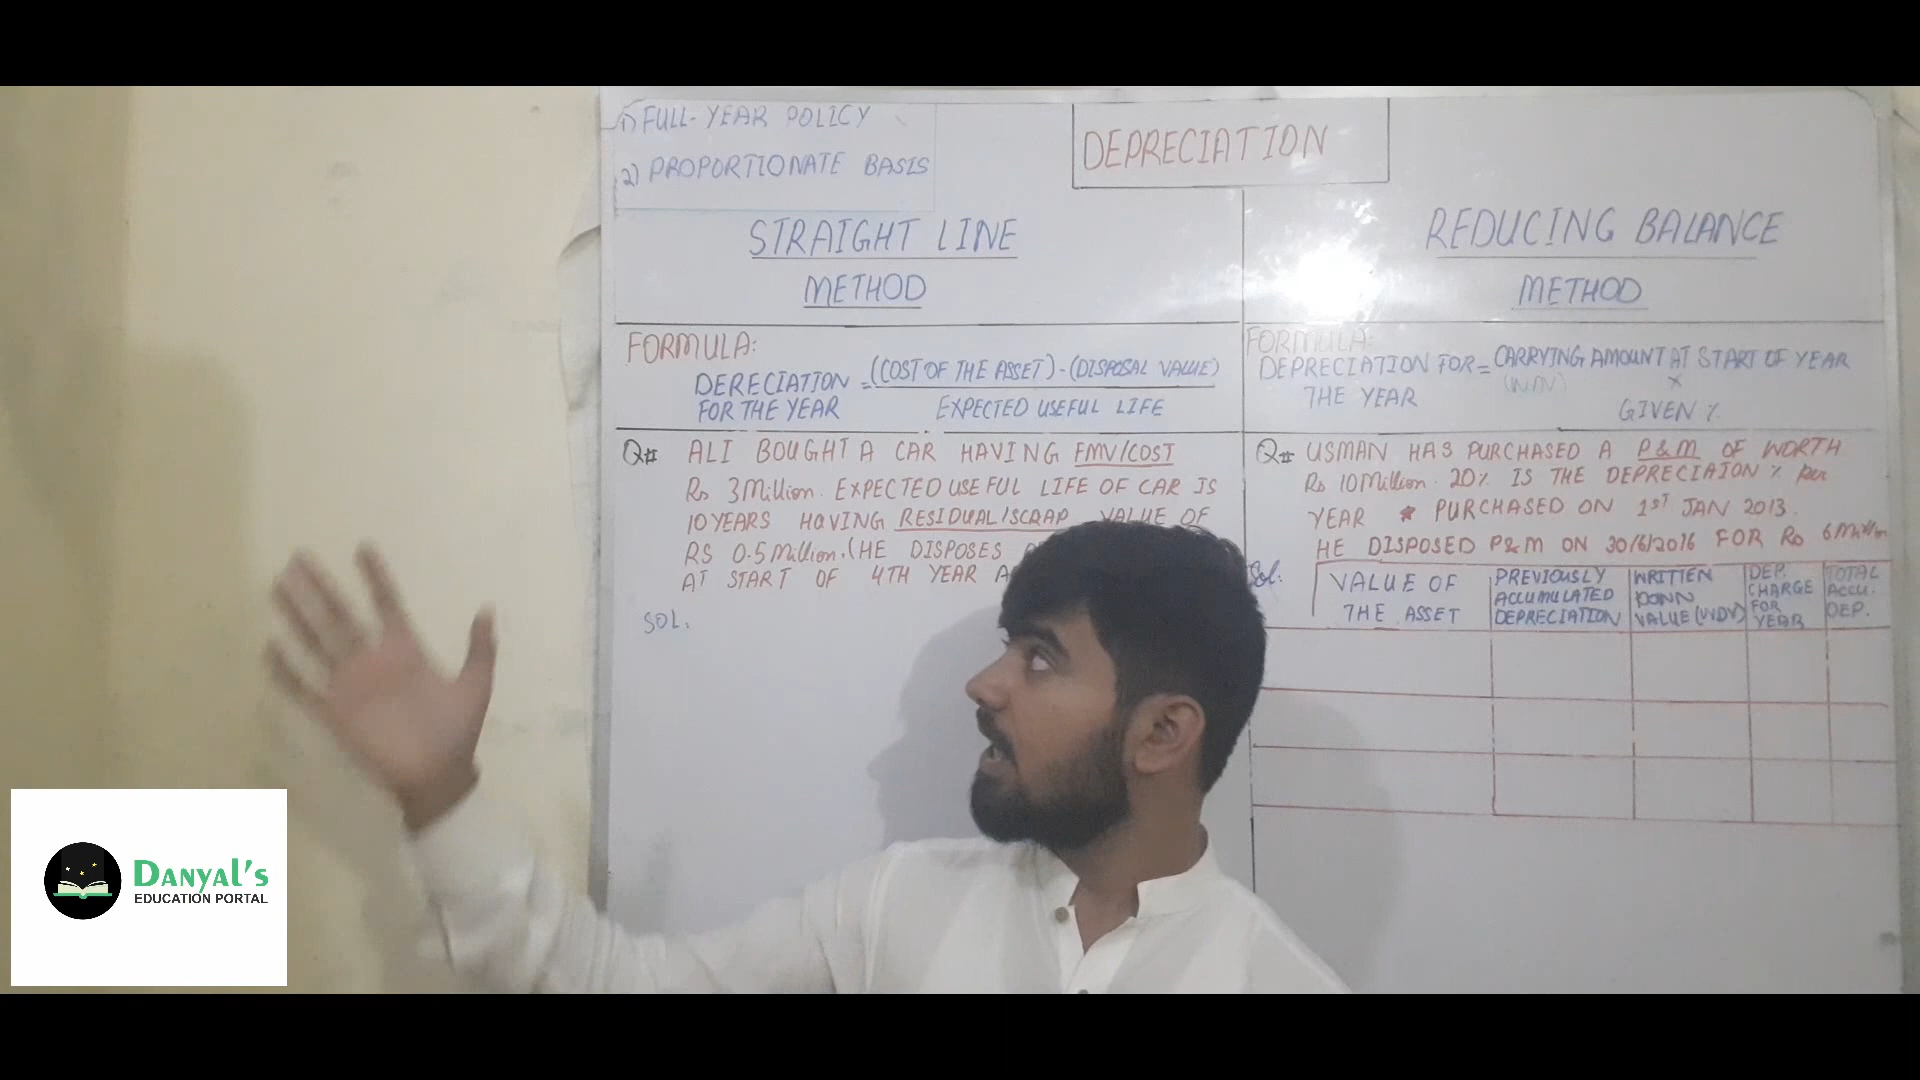 1) FULL-YEAR POLICY
2) PROPORTIONATE BASIS
DEPRECIATION
STRAIGHT LINE
METHOD
FORMULA:
DERECIATION = (COST OF THE ASSET) - (DISPOSAL VALUE)
FOR THE YEAR EXPECTED USEFUL LIFE
Q# ALI BOUGHT A CAR HAVING FMV/COST
Rs 3Million. EXPECTED USEFUL LIFE OF CAR IS
10 YEARS HAVING RESIDUAL/SCRAP VALUE OF
RS 0.5 Million. (HE DISPOSES
AT START OF 4TH YEAR
SOL.
REDUCING BALANCE
METHOD
FORMULA:
DEPRECIATION FOR = CARRYING AMOUNT AT START OF YEAR
THE YEAR ×
GIVEN %
Q# USMAN HAS PURCHASED A P&M OF WORTH
Rs 10Million. 20% IS THE DEPRECIATON % per
YEAR * PURCHASED ON 1ST JAN 2013.
HE DISPOSED P&M ON 30/6/2016 FOR Rs 6Million
Sol:
VALUE OF
THE ASSET
PREVIOUSLY
ACCUMULATED
DEPRECIATION
WRITTEN
DOWN
VALUE (WDV)
DEP.
CHARGE
FOR
YEAR
TOTAL
ACCU.
DEP.
DANYAL'S
EDUCATION PORTAL